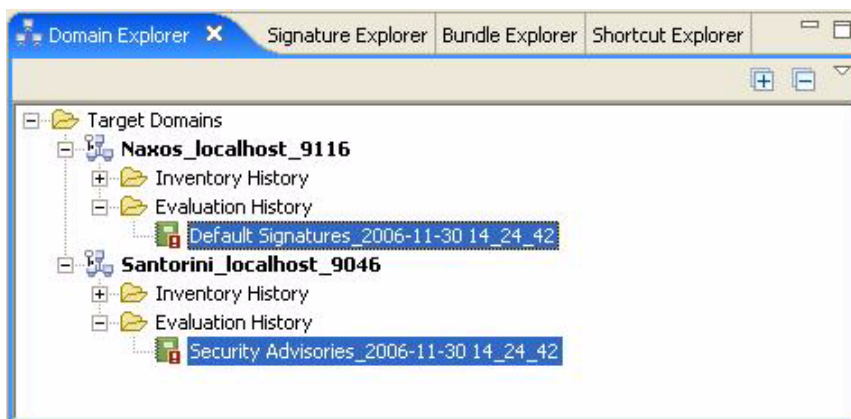 Domain Explorer Signature Explorer Bundle Explorer Shortcut Explorer
Target Domains
Naxos_localhost_9116
Inventory History
Evaluation History
Default Signatures_2006-11-30 14_24_42
Santorini_localhost_9046
Inventory History
Evaluation History
Security Advisories_2006-11-30 14_24_42